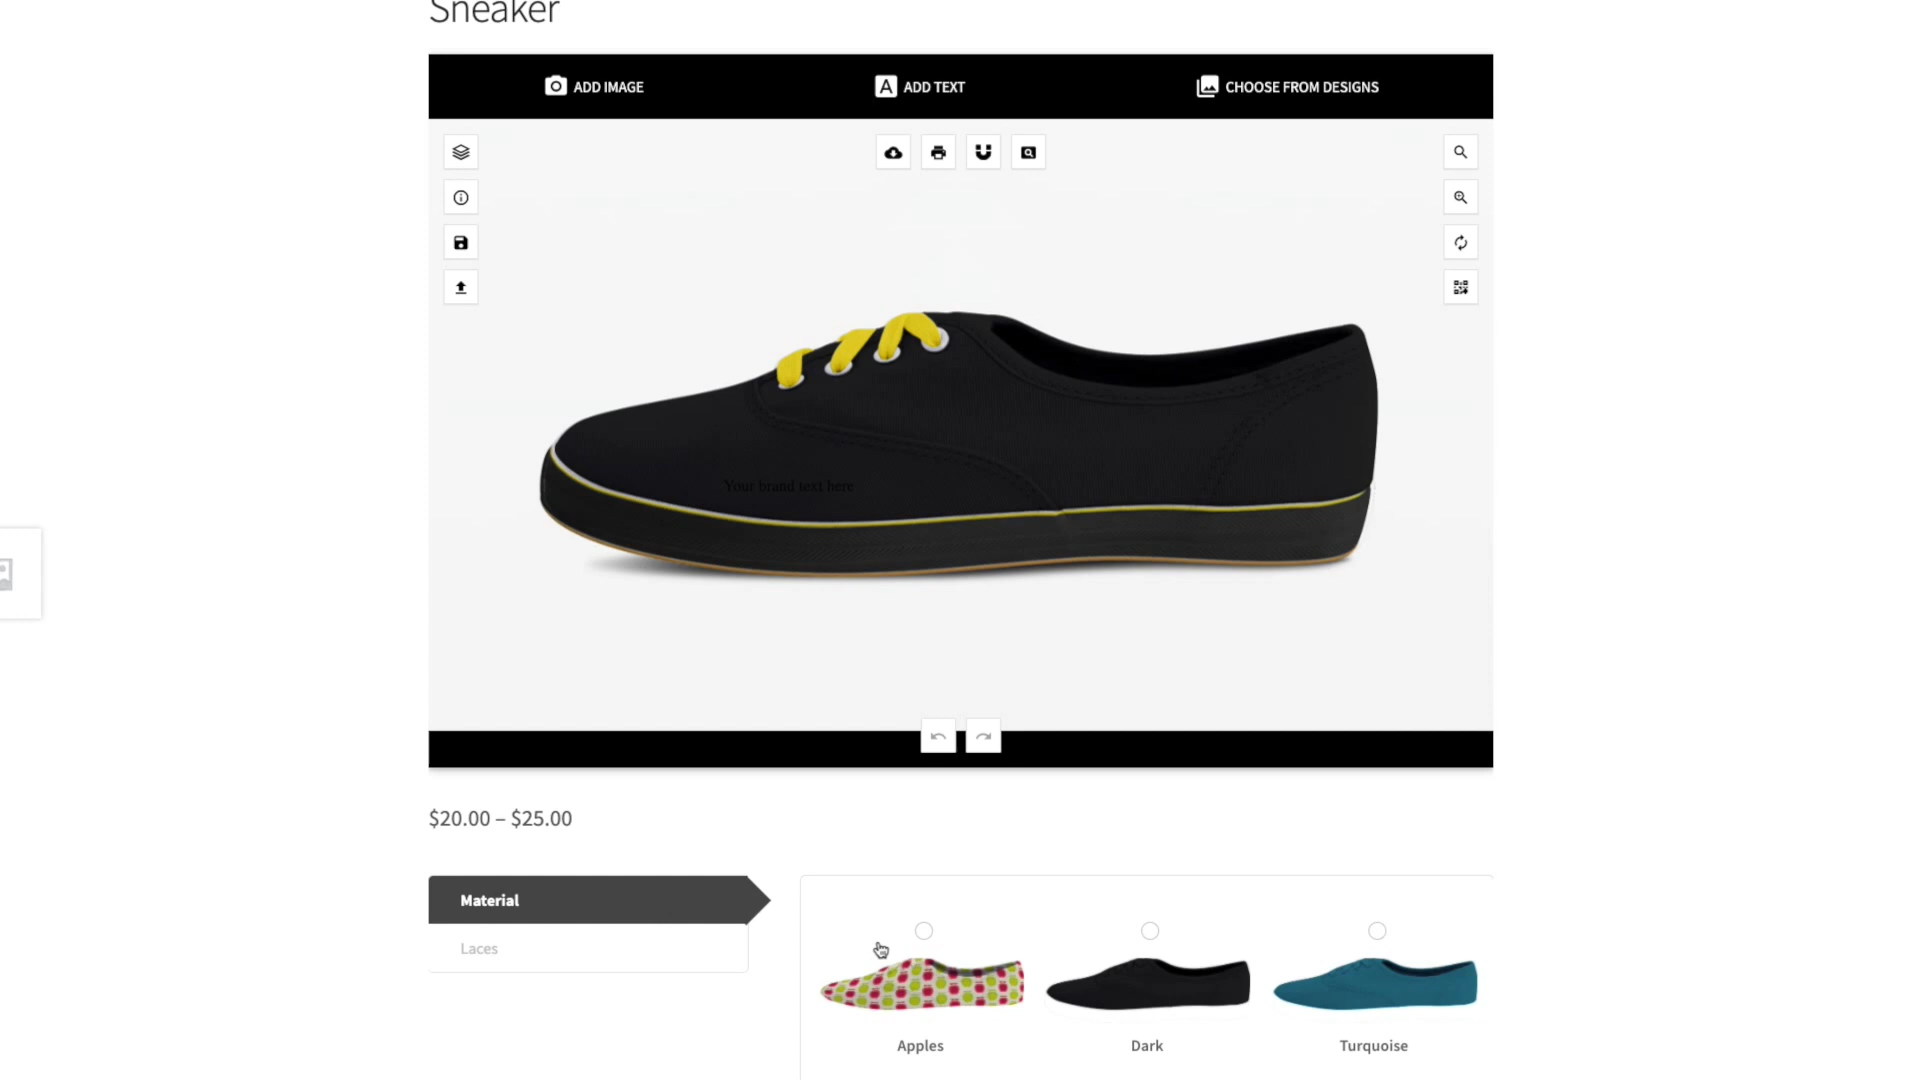 Sneaker
ADD IMAGE
A ADD TEXT
CHOOSE FROM DESIGNS
Your brand text here
$20.00 – $25.00
Material
Laces
Apples
Dark
Turquoise